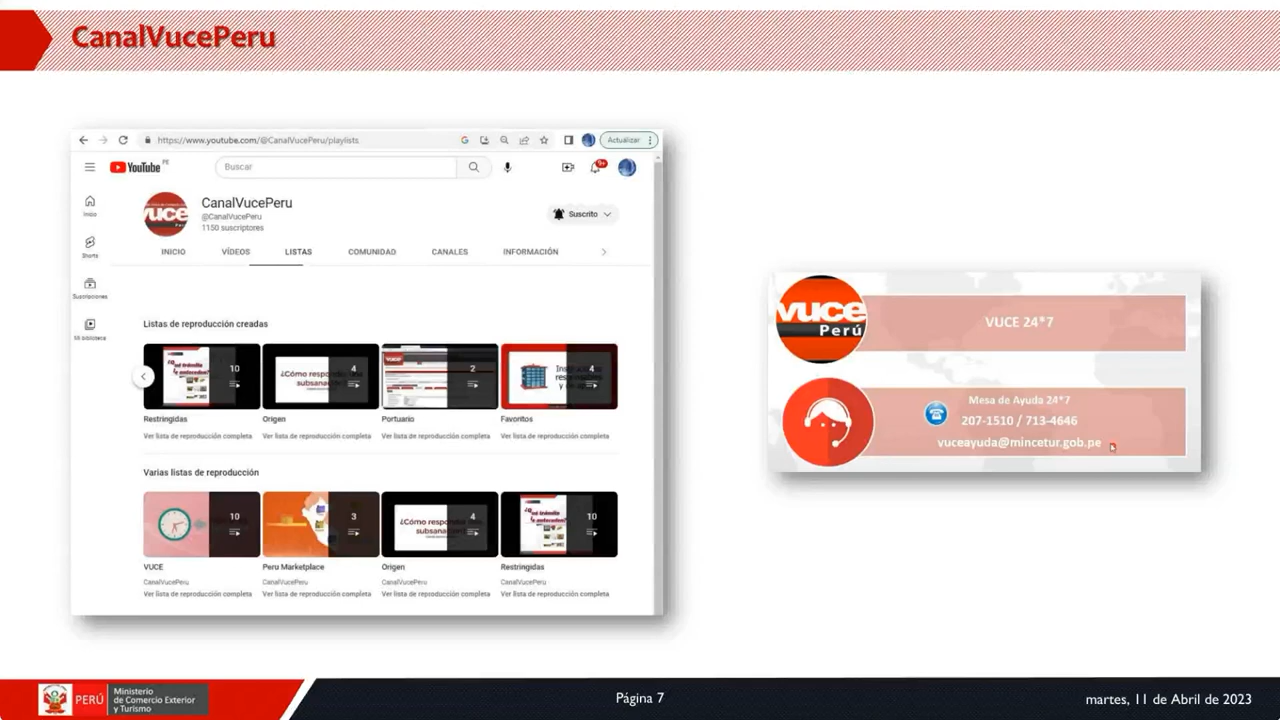 CanalVucePeru
https://www.youtube.com/@CanalVucePeru/playlists
Actualizar
YouTube PE
Buscar
9+
Inicio
Shorts
Suscripciones
Mi biblioteca
vuce
Perú
CanalVucePeru
@CanalVucePeru
1150 suscriptores
Suscrito
INICIO VÍDEOS LISTAS COMUNIDAD CANALES INFORMACIÓN
Listas de reproducción creadas
10
¿Cómo
subsana
4
2
4
Restringidas Origen Portuario Favoritos
Ver lista de reproducción completa Ver lista de reproducción completa Ver lista de reproducción completa Ver lista de reproducción completa
Varias listas de reproducción
10
3
¿Cómo
subsana
4
10
VUCE Peru Marketplace Origen Restringidas
CanalVucePeru CanalVucePeru CanalVucePeru CanalVucePeru
Ver lista de reproducción completa Ver lista de reproducción completa Ver lista de reproducción completa Ver lista de reproducción completa
vuce
Perú
VUCE 24*7
Mesa de Ayuda 24*7
207-1510 / 713-4646
vuceayuda@mincetur.gob.pe
PERÚ
Ministerio
de Comercio Exterior
y Turismo
Página 7
martes, 11 de Abril de 2023